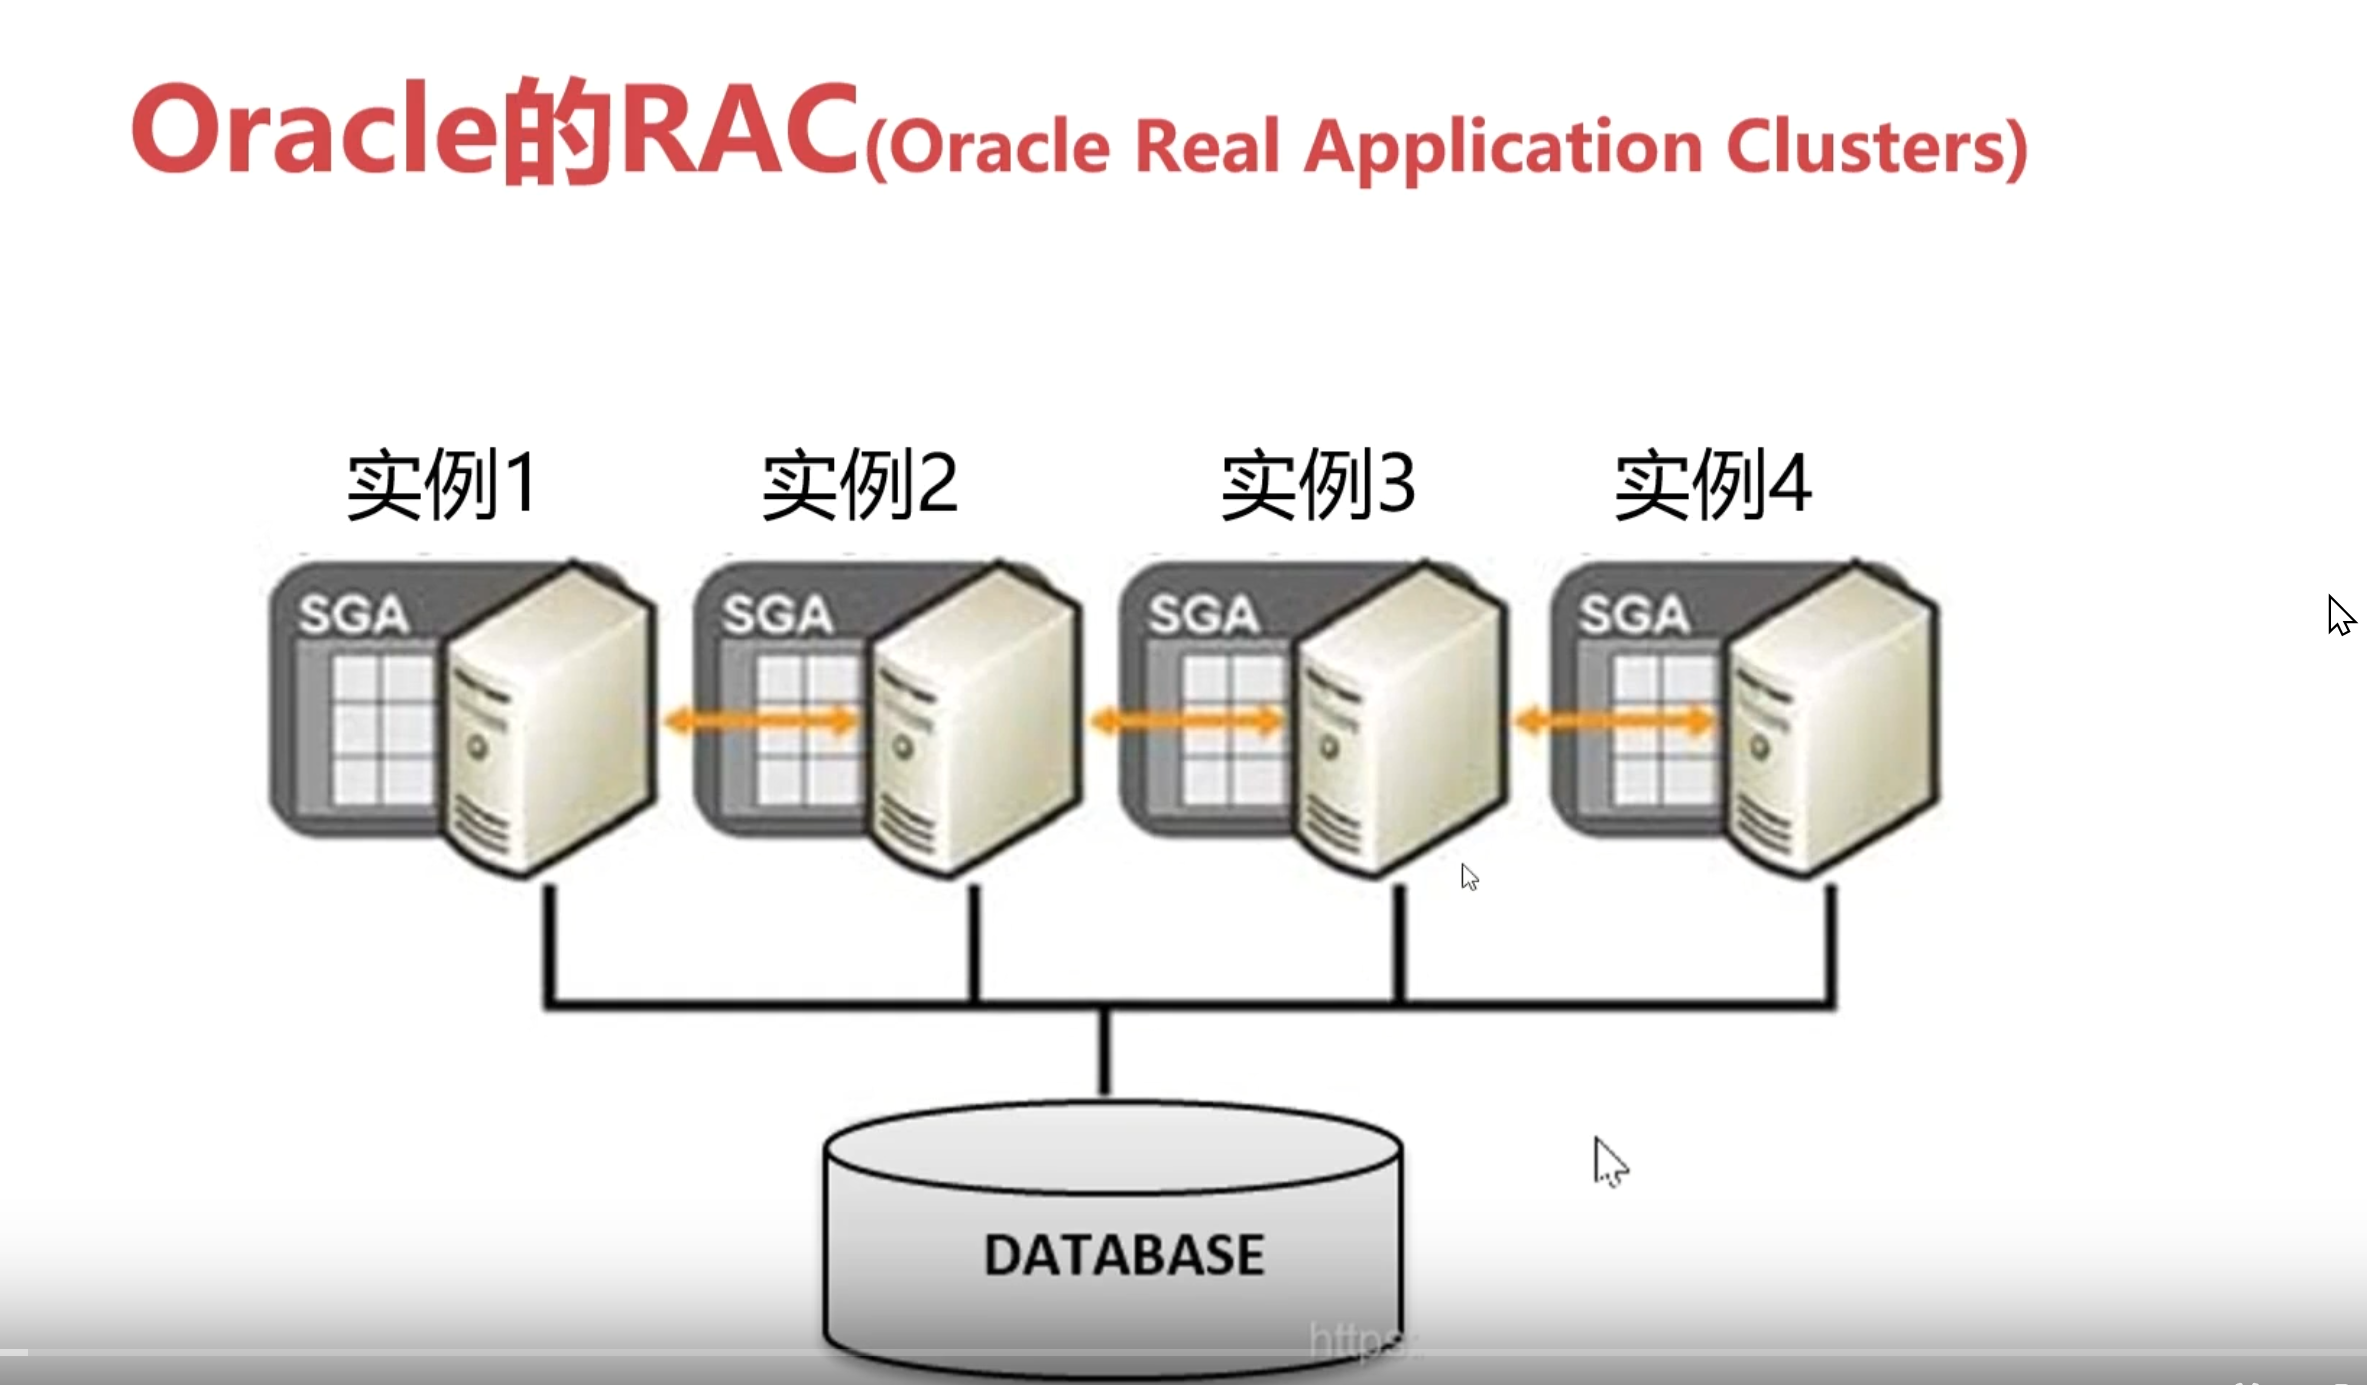 Oracle的RAC(Oracle Real Application Clusters)
实例1 实例2 实例3 实例4
SGA SGA SGA SGA
DATABASE
https: